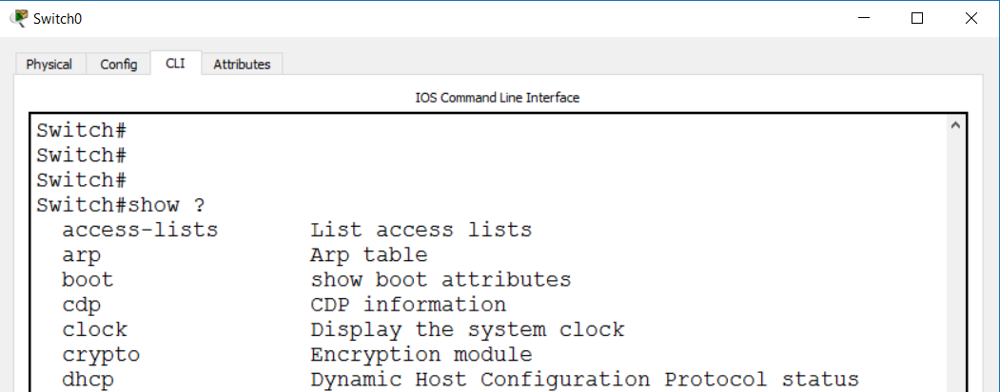 Switch0
Physical Config CLI Attributes
IOS Command Line Interface
Switch#
Switch#
Switch#
Switch#show ?
  access-lists       List access lists
  arp                Arp table
  boot               show boot attributes
  cdp                CDP information
  clock              Display the system clock
  crypto             Encryption module
  dhcp               Dynamic Host Configuration Protocol status